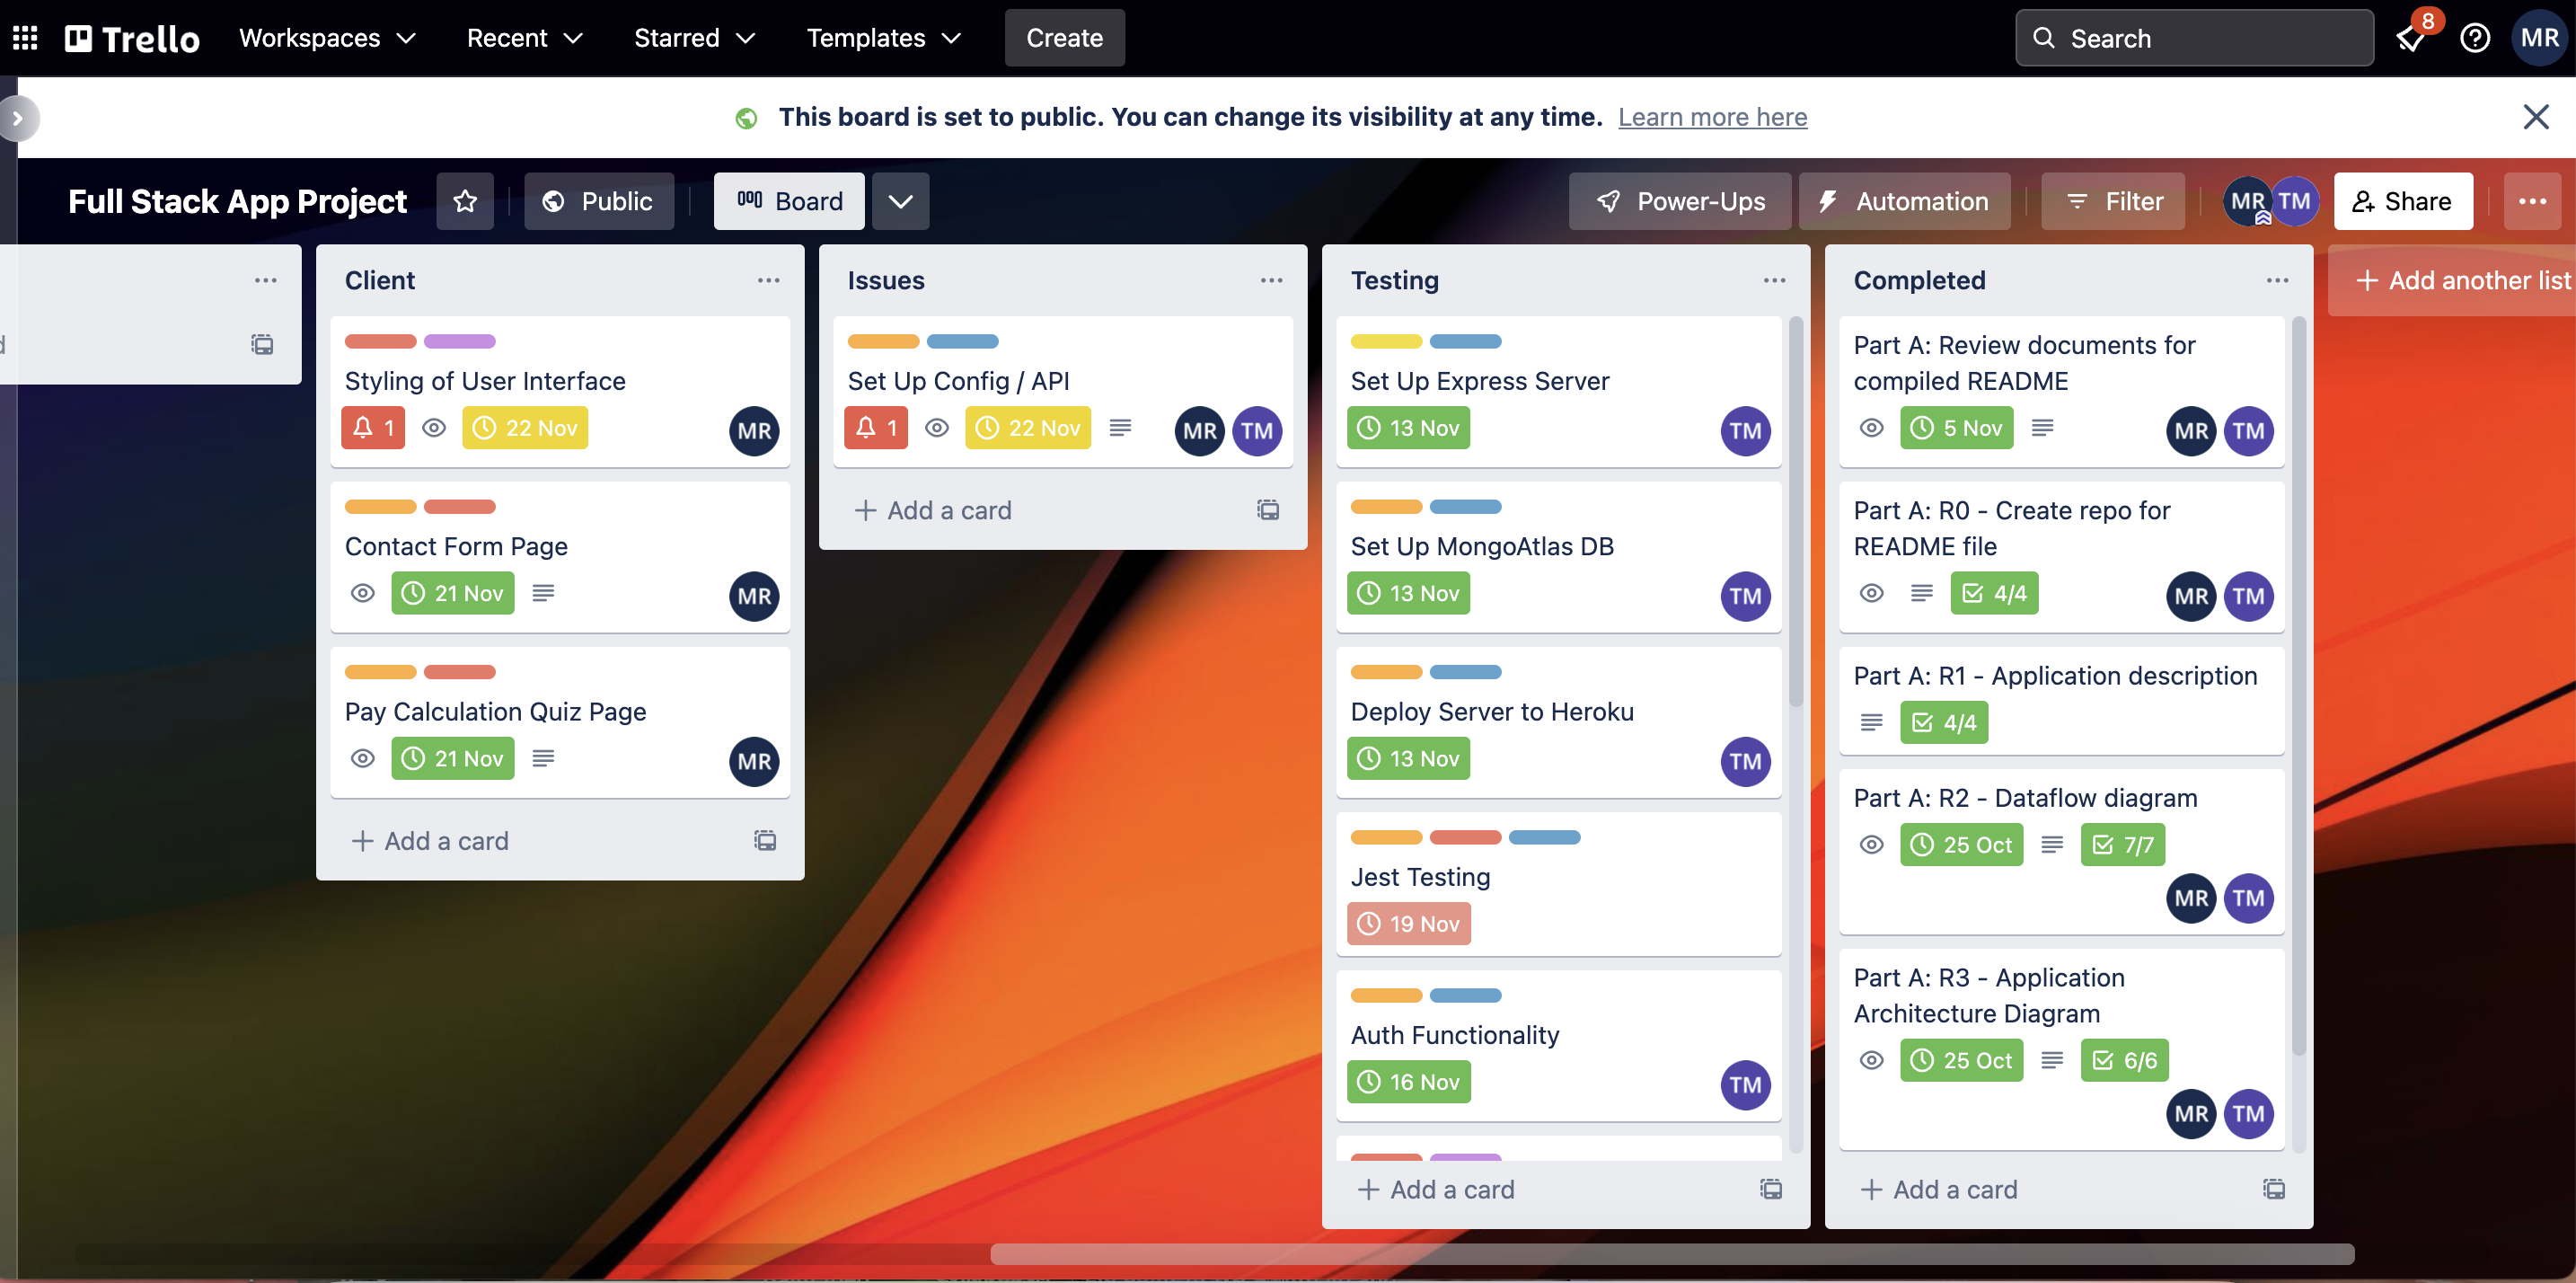 Trello
Workspaces
Recent
Starred
Templates
Create
Search
8
MR
This board is set to public. You can change its visibility at any time. Learn more here
Full Stack App Project
Public
Board
Power-Ups
Automation
Filter
MR
TM
Share
Client
Styling of User Interface
1
22 Nov
MR
Contact Form Page
21 Nov
MR
Pay Calculation Quiz Page
21 Nov
MR
+ Add a card
Issues
Set Up Config / API
1
22 Nov
MR
TM
+ Add a card
Testing
Set Up Express Server
13 Nov
TM
Set Up MongoAtlas DB
13 Nov
TM
Deploy Server to Heroku
13 Nov
TM
Jest Testing
19 Nov
Auth Functionality
16 Nov
TM
+ Add a card
Completed
Part A: Review documents for
compiled README
5 Nov
MR
TM
Part A: R0 - Create repo for
README file
4/4
MR
TM
Part A: R1 - Application description
4/4
Part A: R2 - Dataflow diagram
25 Oct
7/7
MR
TM
Part A: R3 - Application
Architecture Diagram
25 Oct
6/6
MR
TM
+ Add a card
+ Add another list